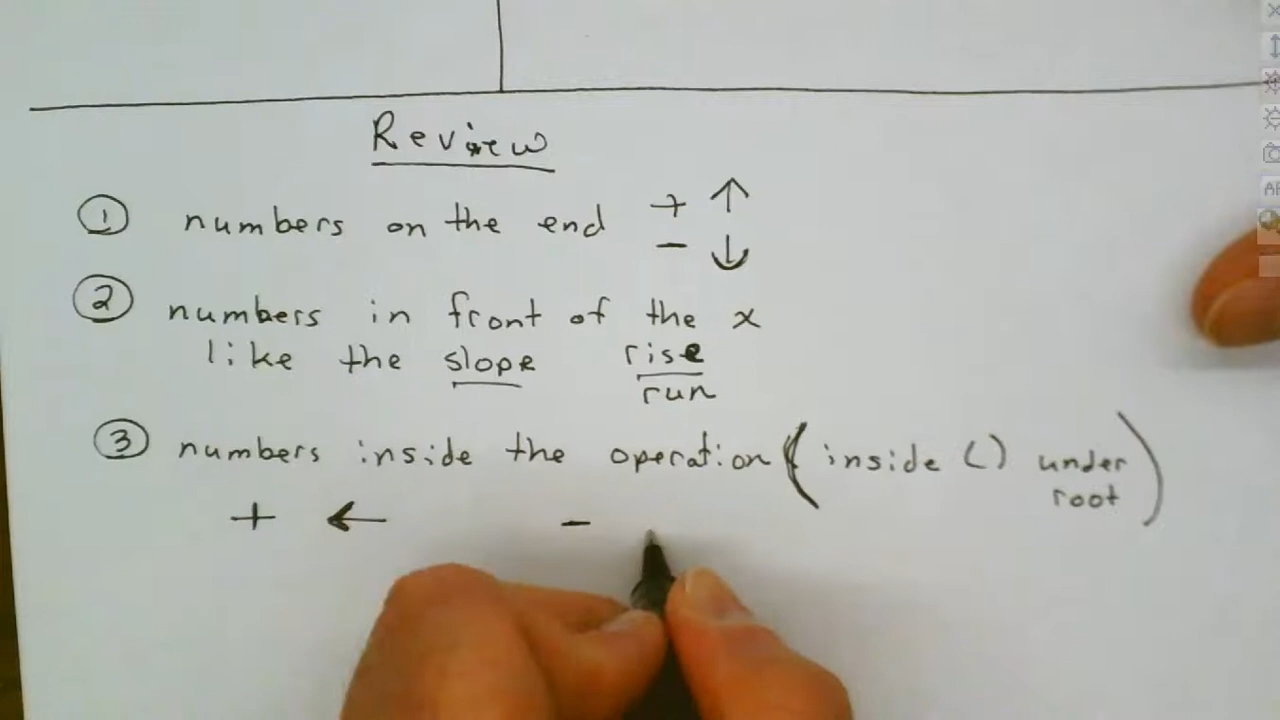 Review
① numbers on the end + ↑
- ↓
② numbers in front of the x
like the slope rise
run
③ numbers inside the operation ( inside () under
root )
+ ← -